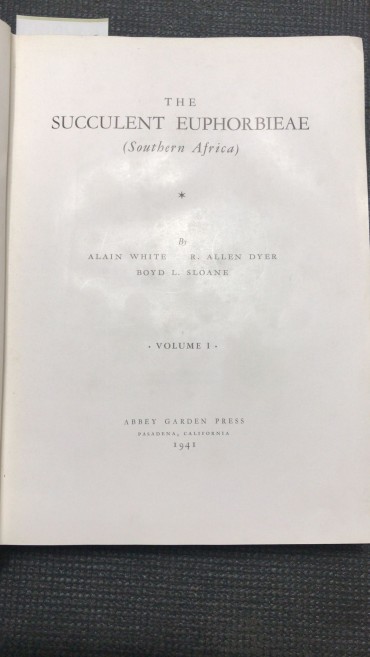 THE
SUCCULENT EUPHORBIEAE
(Southern Africa)
*
By
ALAIN WHITE R. ALLEN DYER
BOYD L. SLOANE
· VOLUME I ·
ABBEY GARDEN PRESS
PASADENA, CALIFORNIA
1941